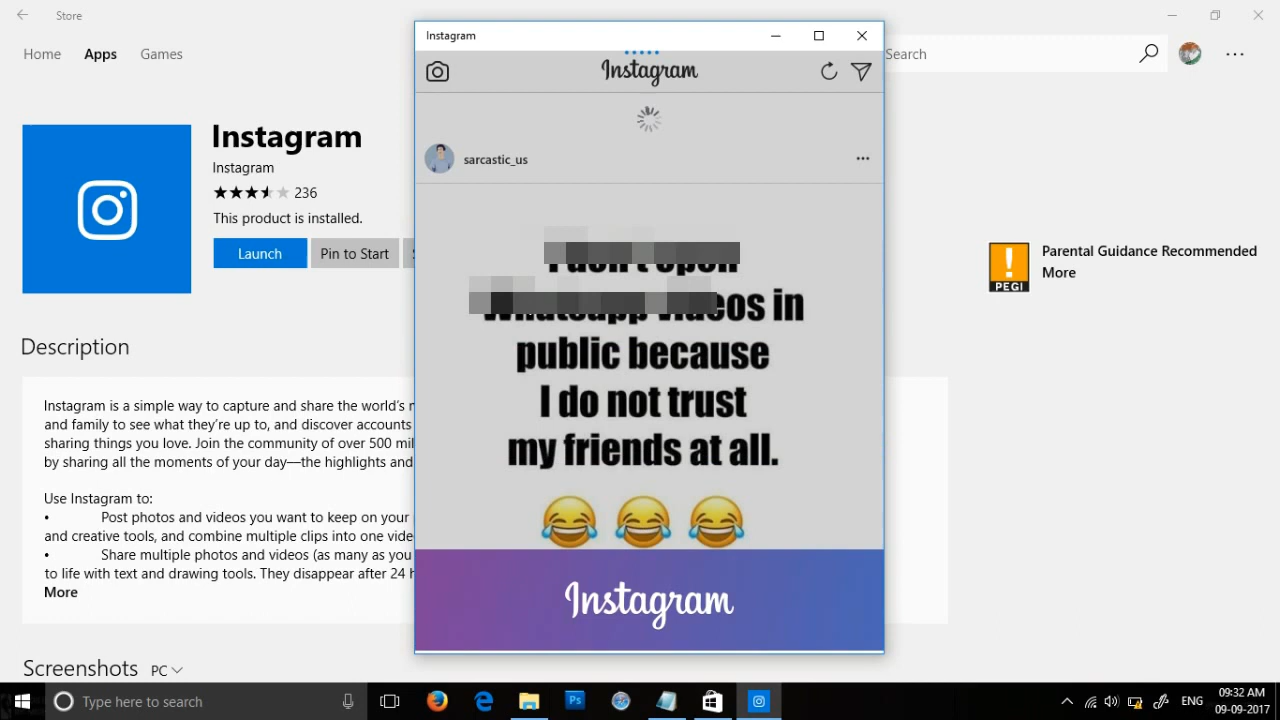 Store
Instagram
Home Apps Games
Search
Instagram
Instagram
Instagram
236
This product is installed.
Launch
Pin to Start
S
sarcastic_us
Parental Guidance Recommended
More
PEGI
videos in
public because
I do not trust
my friends at all.
Instagram
Description
Instagram is a simple way to capture and share the world's
and family to see what they're up to, and discover accounts
sharing things you love. Join the community of over 500 mil
by sharing all the moments of your day—the highlights and
Use Instagram to:
• Post photos and videos you want to keep on your
and creative tools, and combine multiple clips into one vide
• Share multiple photos and videos (as many as you
to life with text and drawing tools. They disappear after 24 h
More
Screenshots PC
Type here to search
Ps
ENG
09:32 AM
09-09-2017